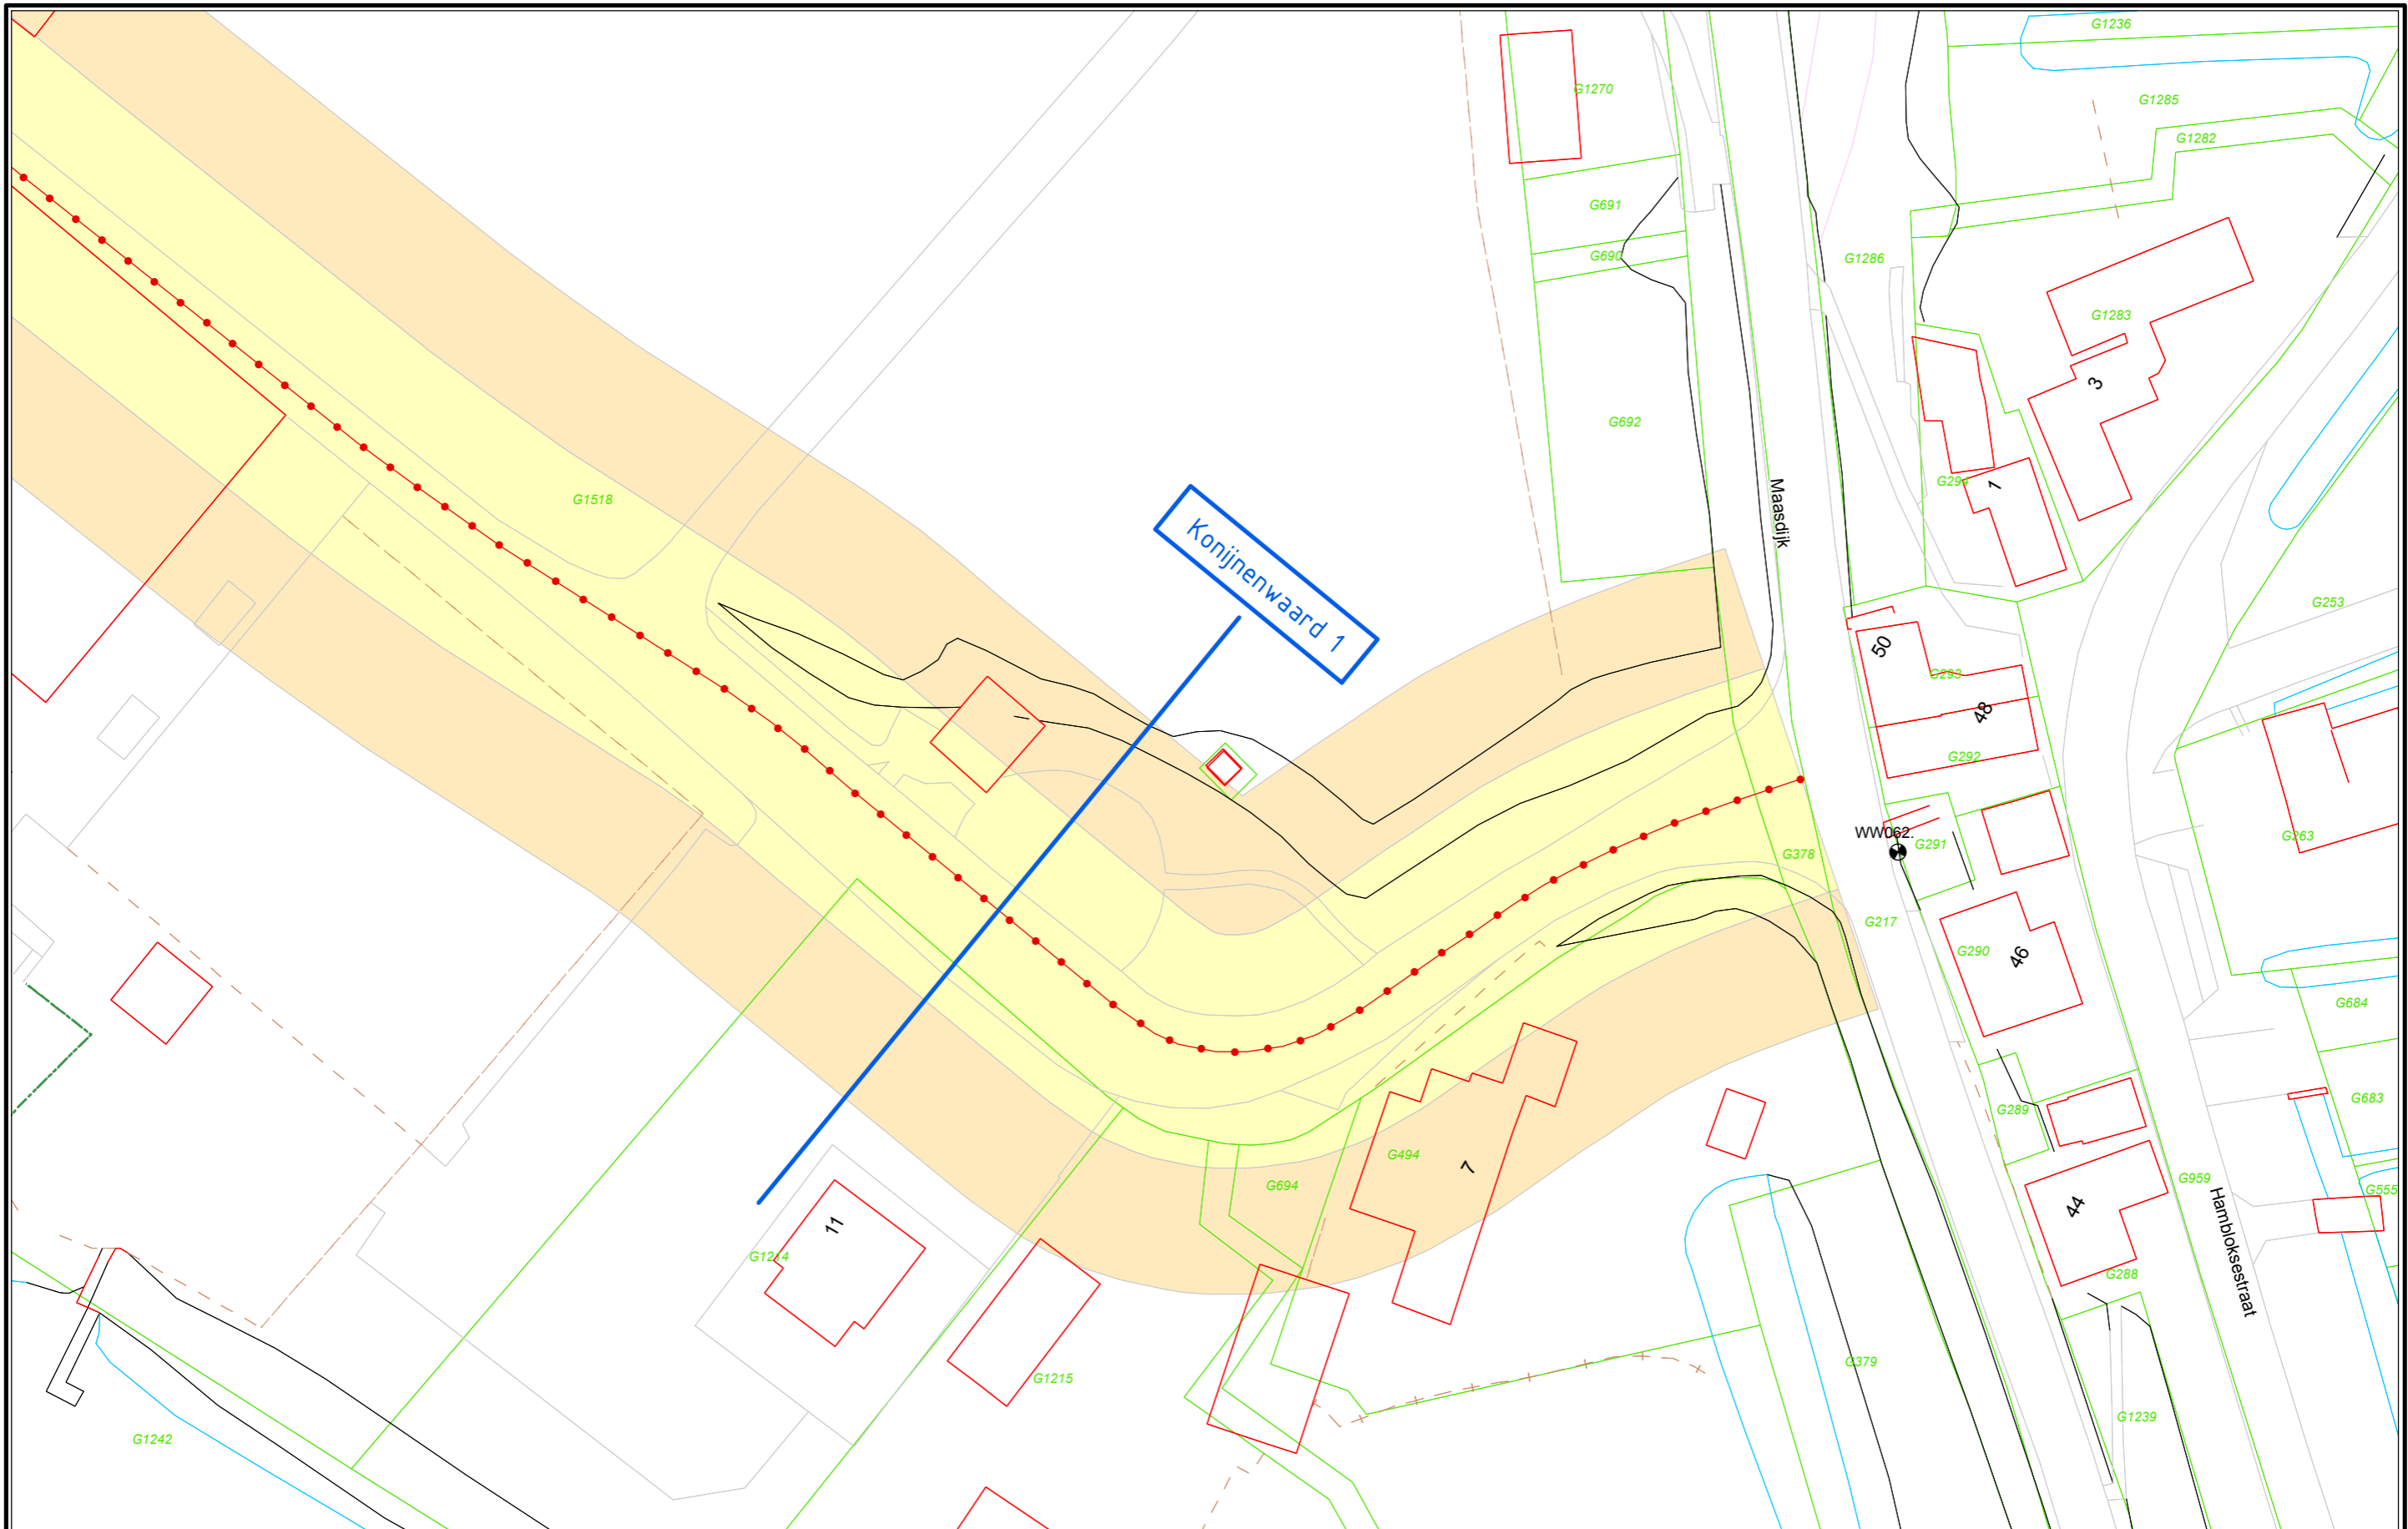 G1236
G1270
G1285
G1282
G691
G690
G1286
G1283
3
G692
G1518
Maasdijk
G294
1
Konijnenwaard 1
G253
50
G293
48
G292
WW062.
G291
G263
G378
G217
G290
46
G684
G289
G683
G494
7
G694
G959
G555
44
11
G1214
Hambloksestraat
G288
G1215
G379
G1239
G1242